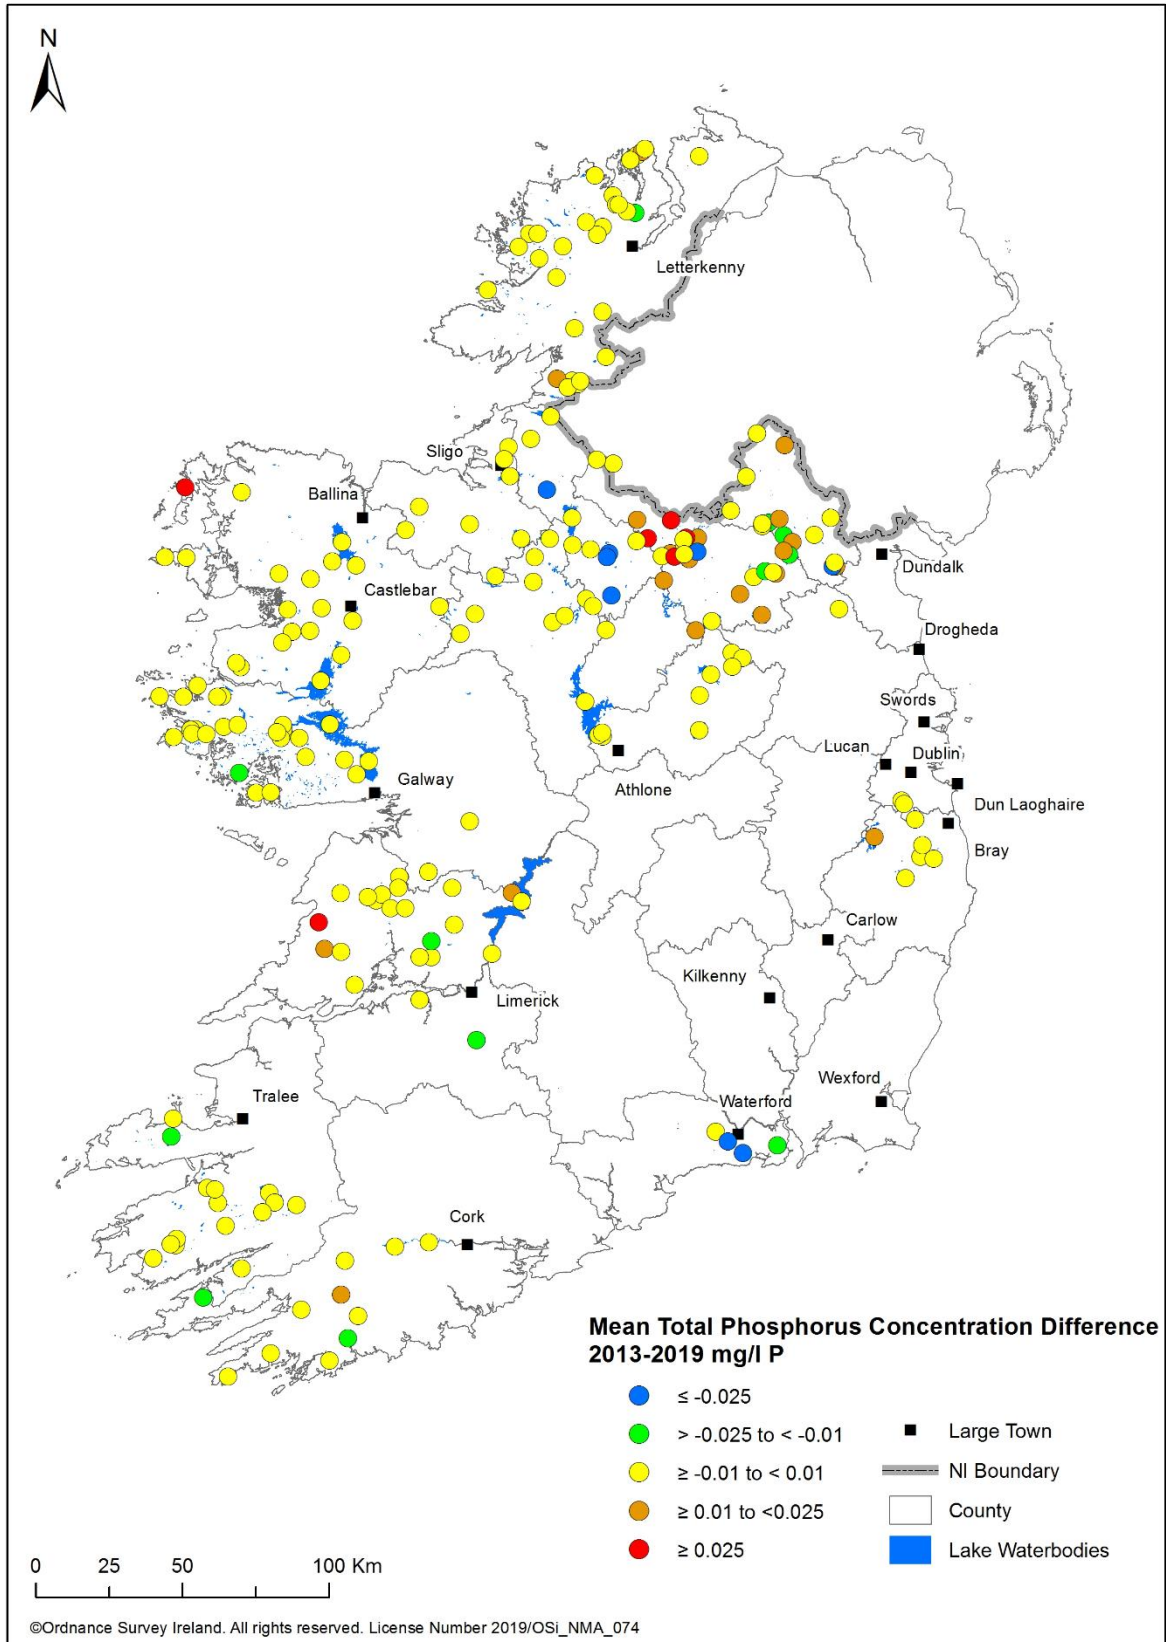 N
Letterkenny
Sligo
Ballina
Dundalk
Castlebar
Drogheda
Swords
Lucan
Dublin
Athlone
Galway
Dun Laoghaire
Bray
Carlow
Kilkenny
Limerick
Wexford
Tralee
Waterford
Cork
Mean Total Phosphorus Concentration Difference
2013-2019 mg/l P
≤ -0.025
> -0.025 to < -0.01
≥ -0.01 to < 0.01
≥ 0.01 to <0.025
≥ 0.025
Large Town
NI Boundary
County
Lake Waterbodies
0 25 50 100 Km
©Ordnance Survey Ireland. All rights reserved. License Number 2019/OSi_NMA_074